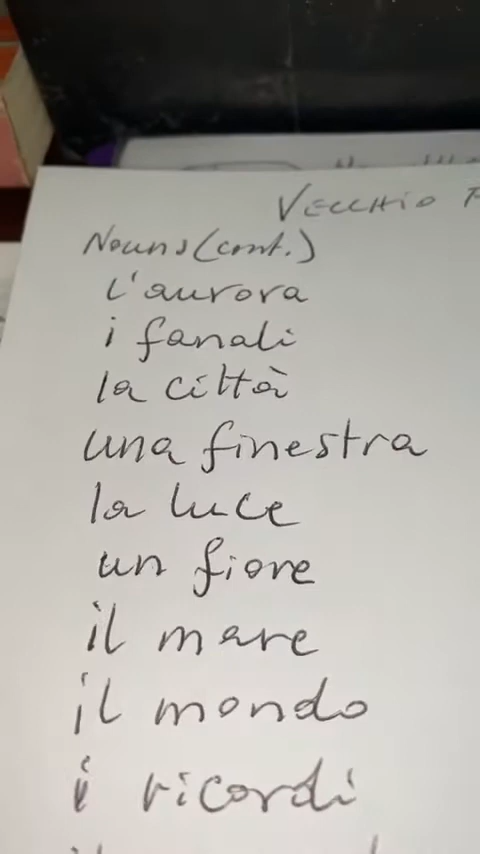 VECCHIO
Nouns (cont.)
l'aurora
i fanali
la città
una finestra
la luce
un fiore
il mare
il mondo
i ricordi